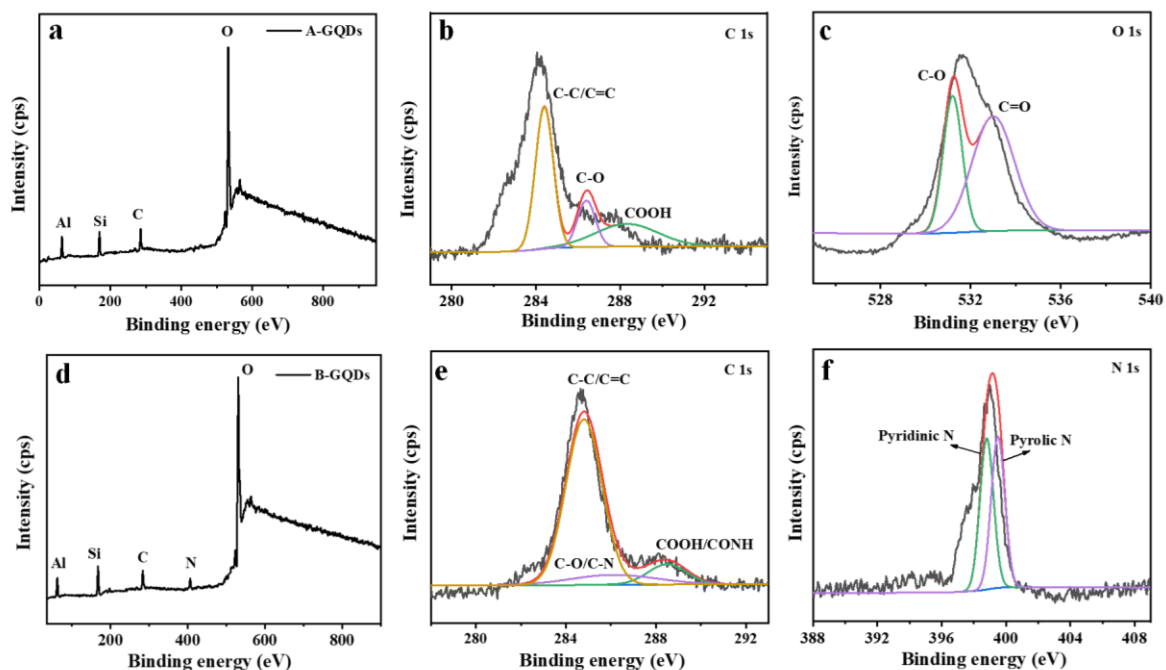 a
O
A-GQDs
Al
Si
C
Intensity (cps)
0 200 400 600 800
Binding energy (eV)
b
C 1s
C-C/C=C
C-O
COOH
Intensity (cps)
280 284 288 292
Binding energy (eV)
c
O 1s
C-O
C=O
Intensity (cps)
528 532 536 540
Binding energy (eV)
d
O
B-GQDs
Al
Si
C
N
Intensity (cps)
200 400 600 800
Binding energy (eV)
e
C 1s
C-C/C=C
C-O/C-N
COOH/CONH
Intensity (cps)
280 284 288 292
Binding energy (eV)
f
N 1s
Pyridinic N
Pyrolic N
Intensity (cps)
388 392 396 400 404 408
Binding energy (eV)